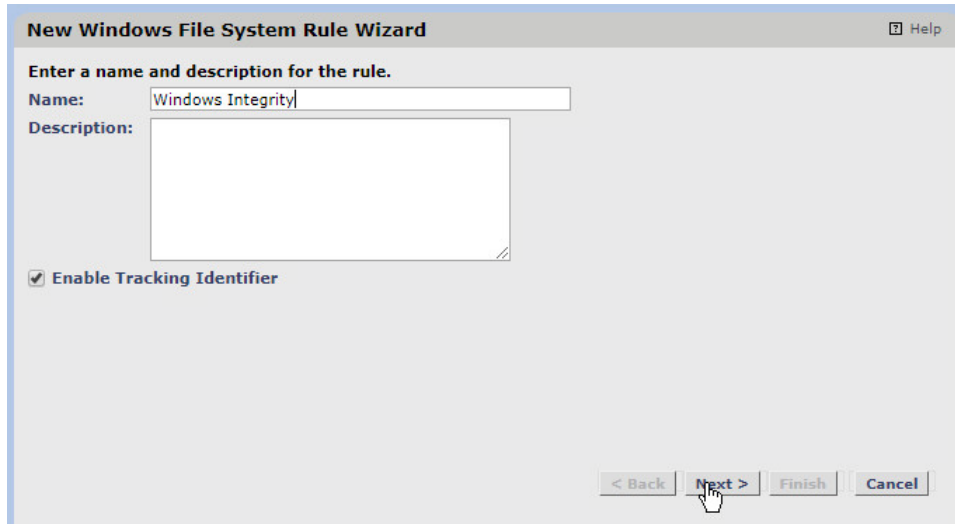 New Windows File System Rule Wizard
? Help
Enter a name and description for the rule.
Name: Windows Integrity
Description:
Enable Tracking Identifier
< Back Next > Finish Cancel